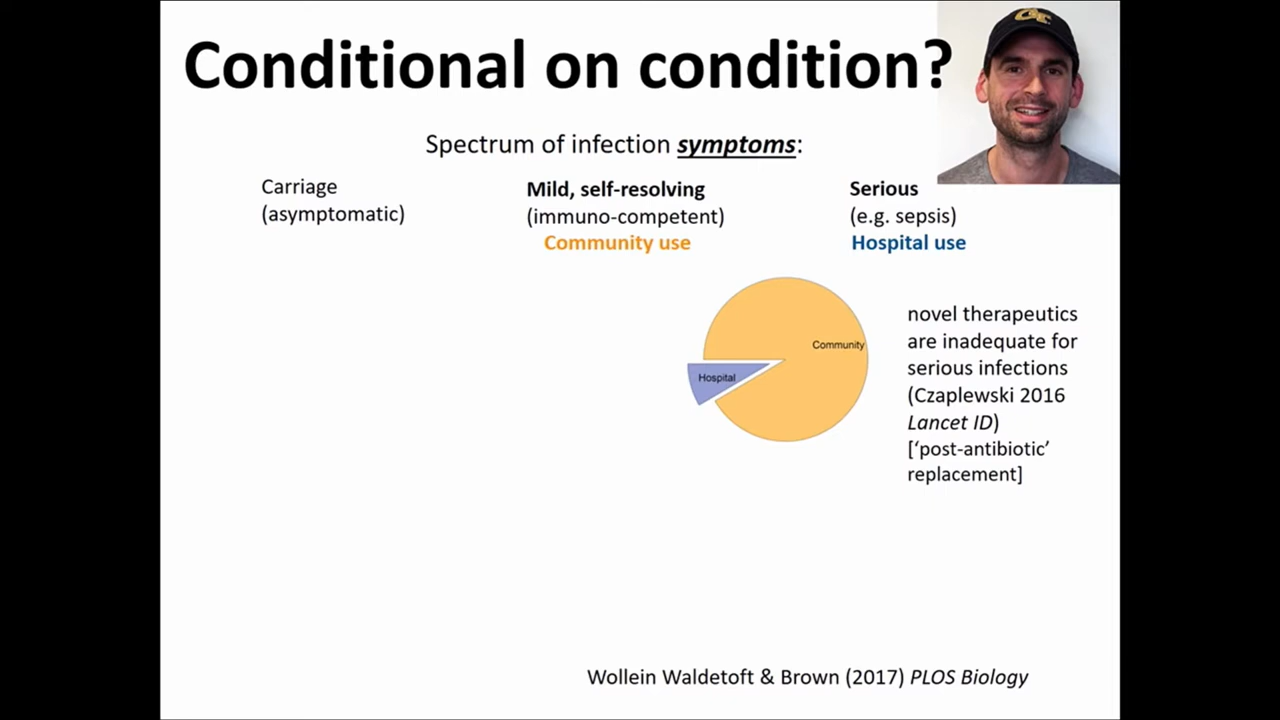 Conditional on condition?
Spectrum of infection symptoms:
Carriage
(asymptomatic)
Mild, self-resolving
(immuno-competent)
Community use
Serious
(e.g. sepsis)
Hospital use
Community
Hospital
novel therapeutics
are inadequate for
serious infections
(Czaplewski 2016
Lancet ID)
[‘post-antibiotic’
replacement]
Wollein Waldetoft & Brown (2017) PLOS Biology